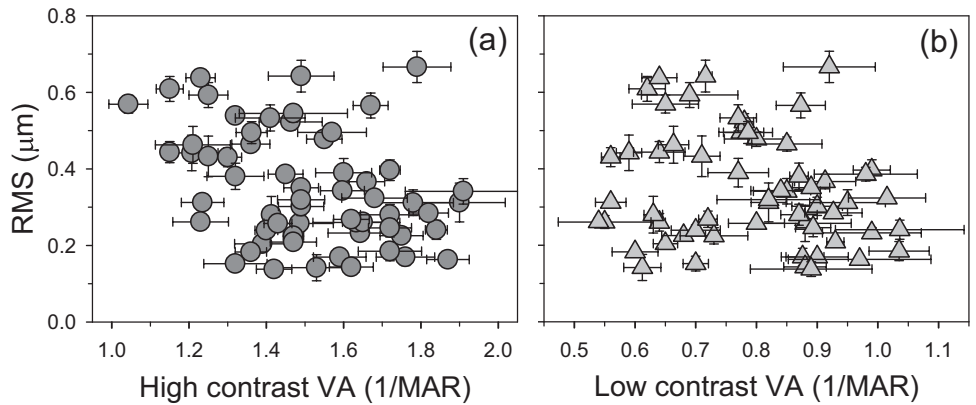 (a)
(b)
0.8
0.6
0.4
0.2
0.0
RMS (μm)
1.0 1.2 1.4 1.6 1.8 2.0
0.5 0.6 0.7 0.8 0.9 1.0 1.1
High contrast VA (1/MAR)
Low contrast VA (1/MAR)